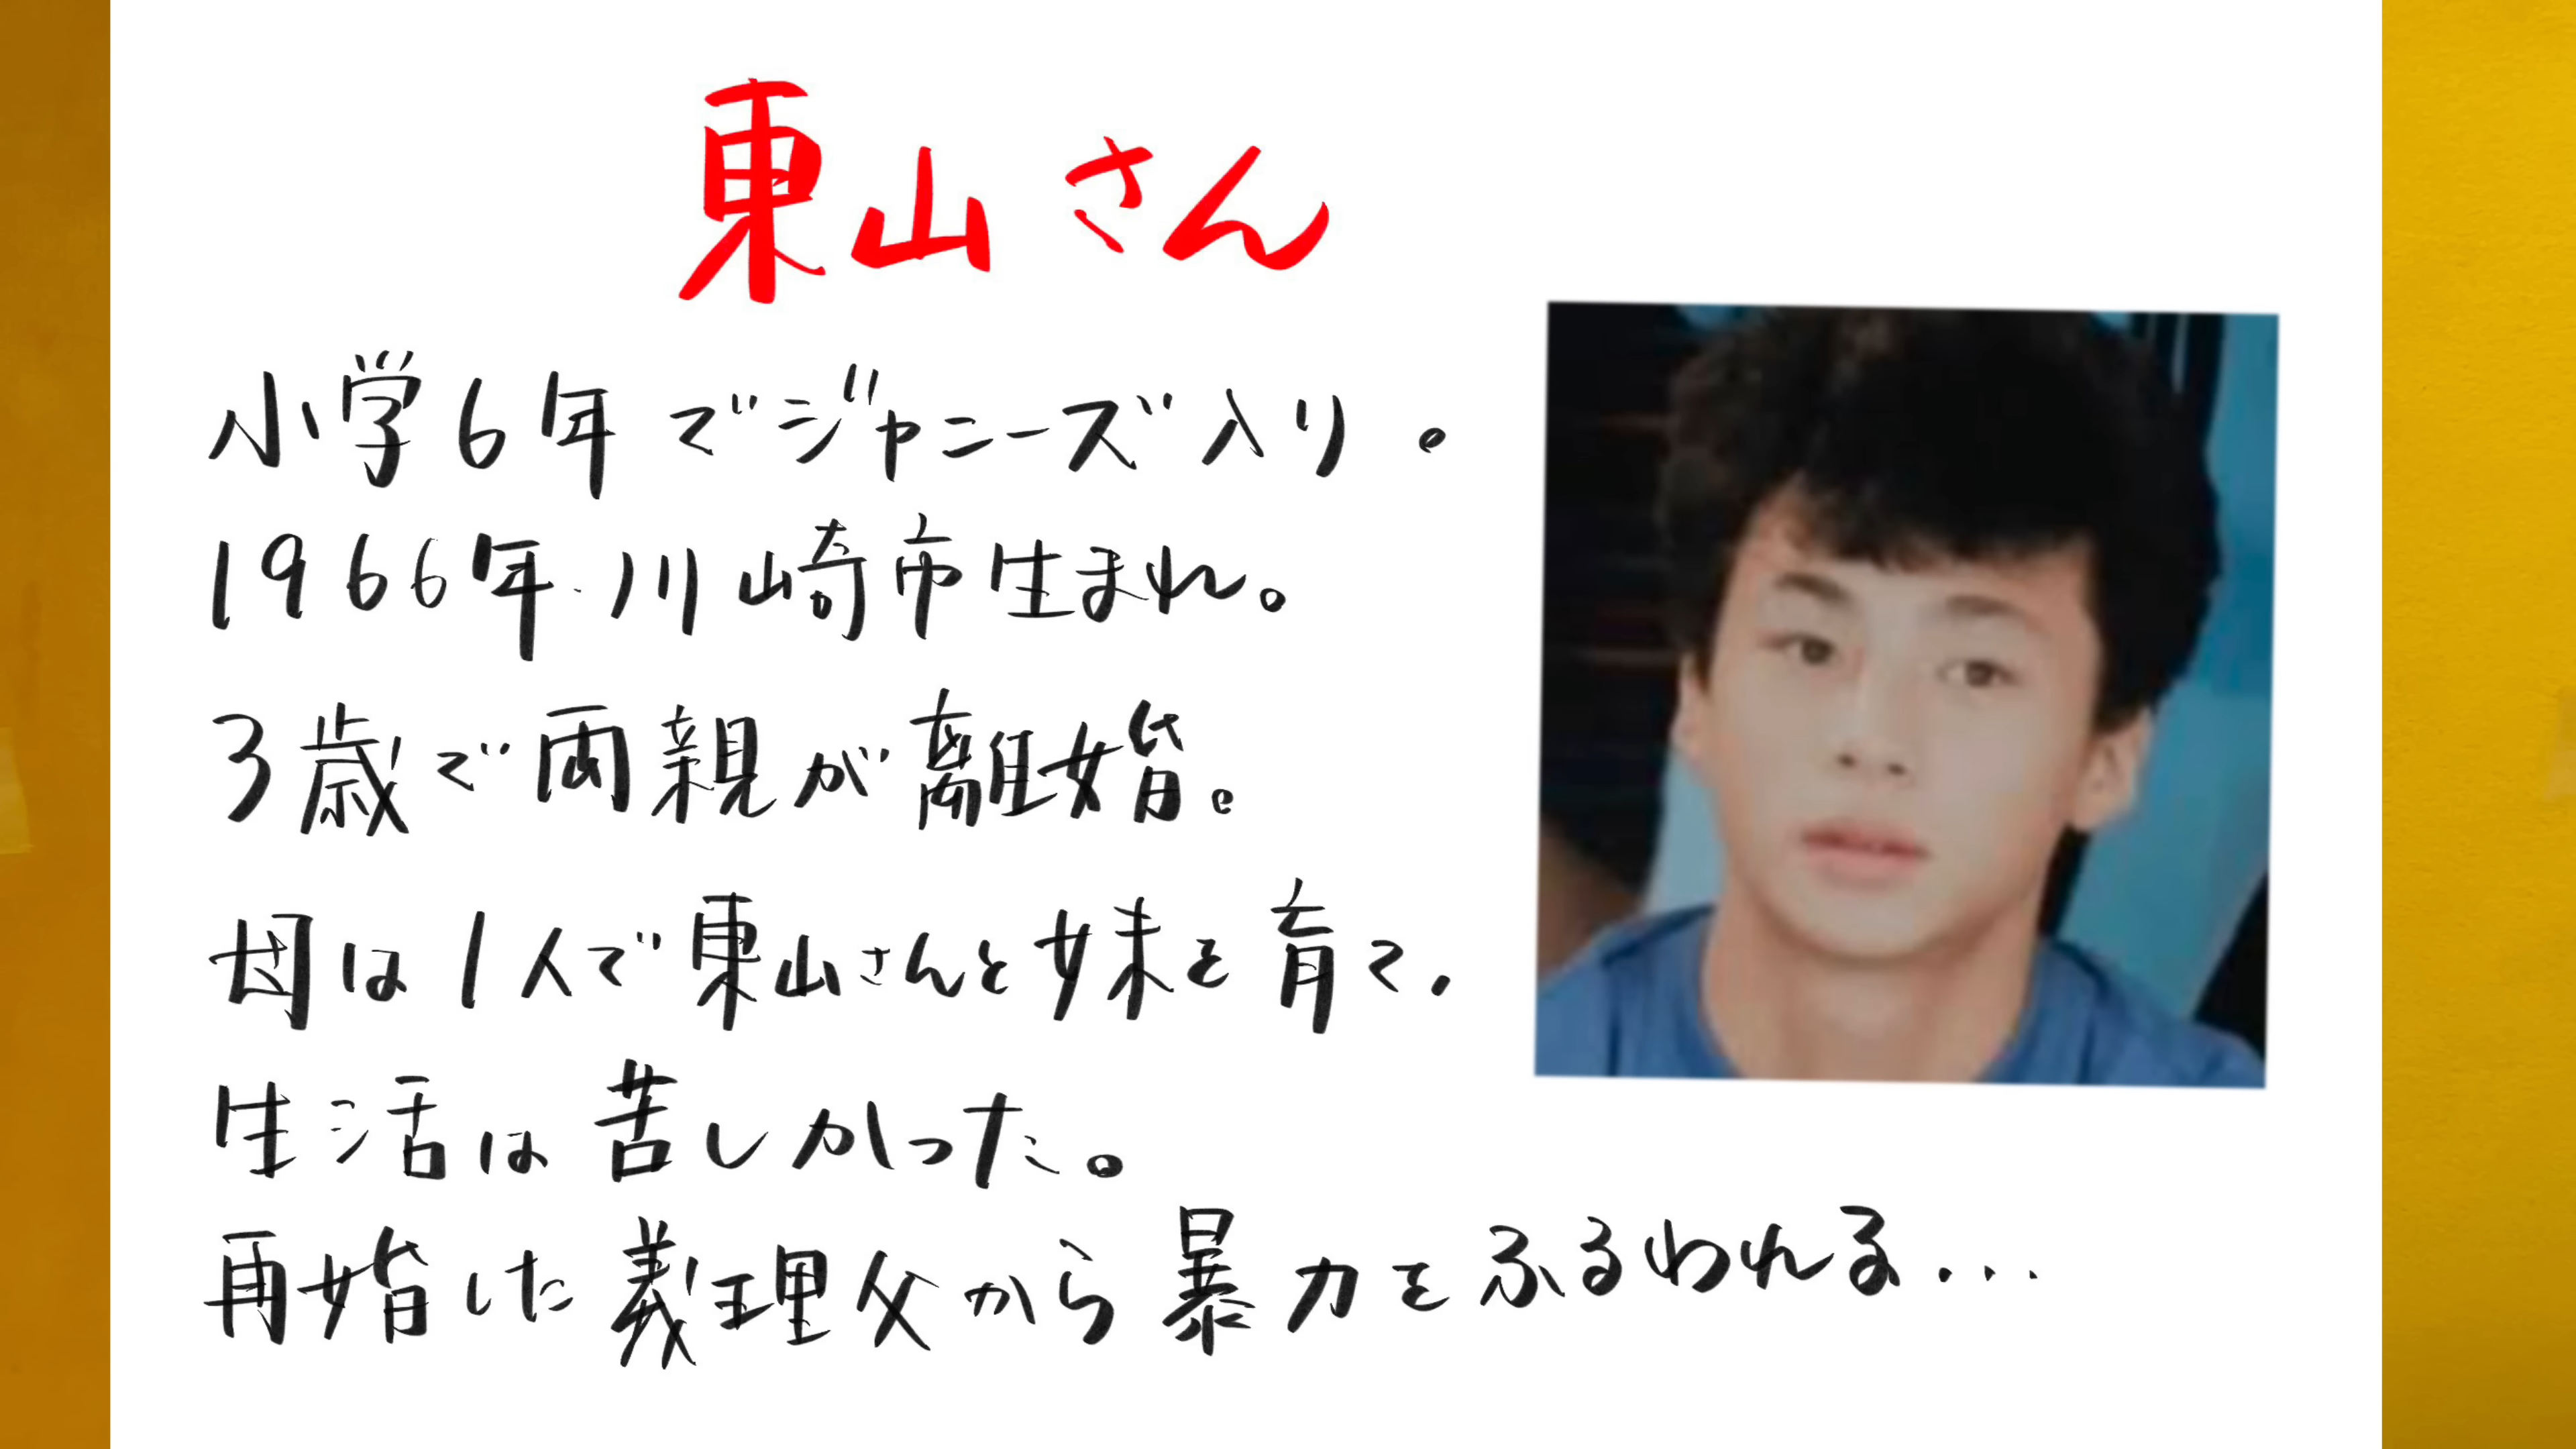 東山さん
小学6年でジャニーズ入り。
1966年川崎市生まれ。
3歳で両親が離婚。
母は1人で東山さんと妹を育て、
生活は苦しかった。
再婚した義理父から暴力をふるわれる...